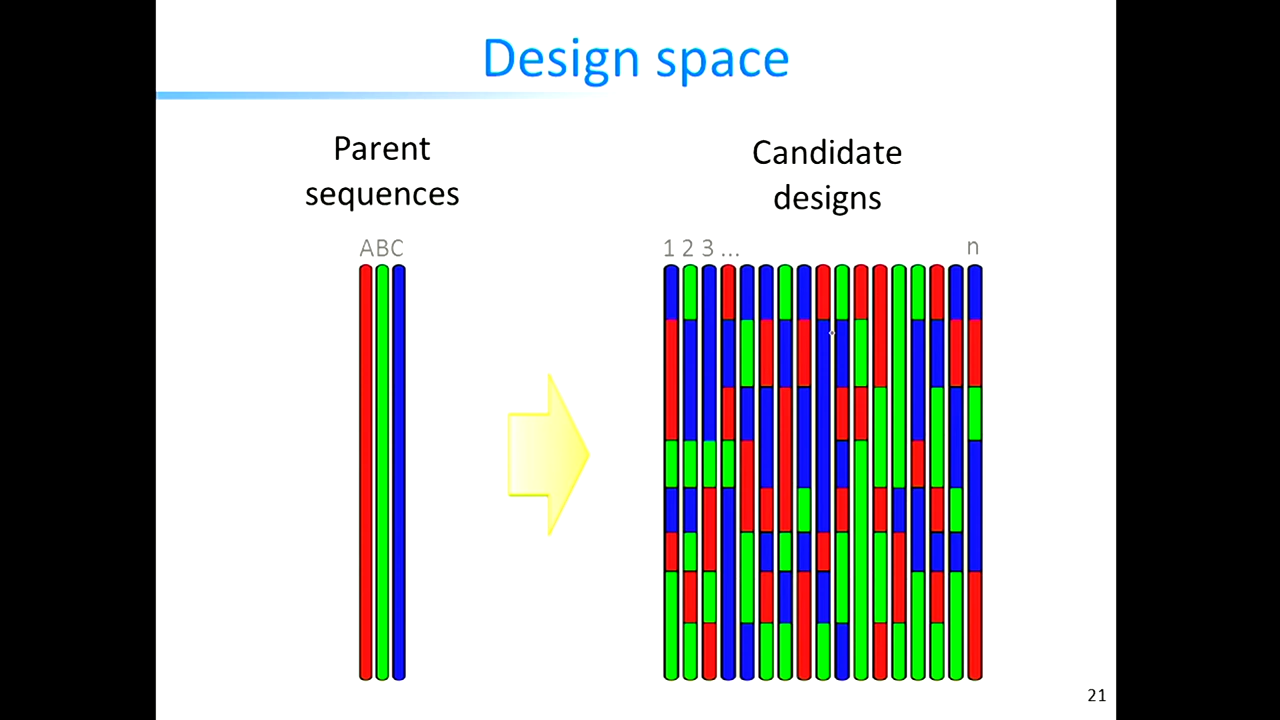 Design space
Parent
sequences
Candidate
designs
ABC
1 2 3 ... n
21